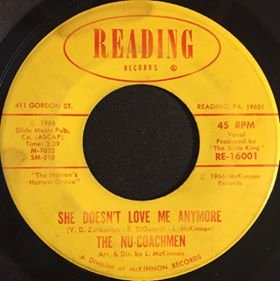 READING
RECORDS ®
411 GORDON ST.
READING, PA. 19601
© 1966
Slide Music Pub.
Co. (ASCAP)
Time: 2:39
M-1033
SM-010
"The Nation's
Hottest Group"
45 RPM
Vocal
Produced by
"The Slide King"
RE-16001
℗ 1966
McKinnon Records
SHE DOESN'T LOVE ME ANYMORE
(V. D. Zurkovich - B. DiGuardi - L. McKinnon)
THE NU-COACHMEN
Arr. & Dir. by L. McKinnon
A Division of McKINNON RECORDS